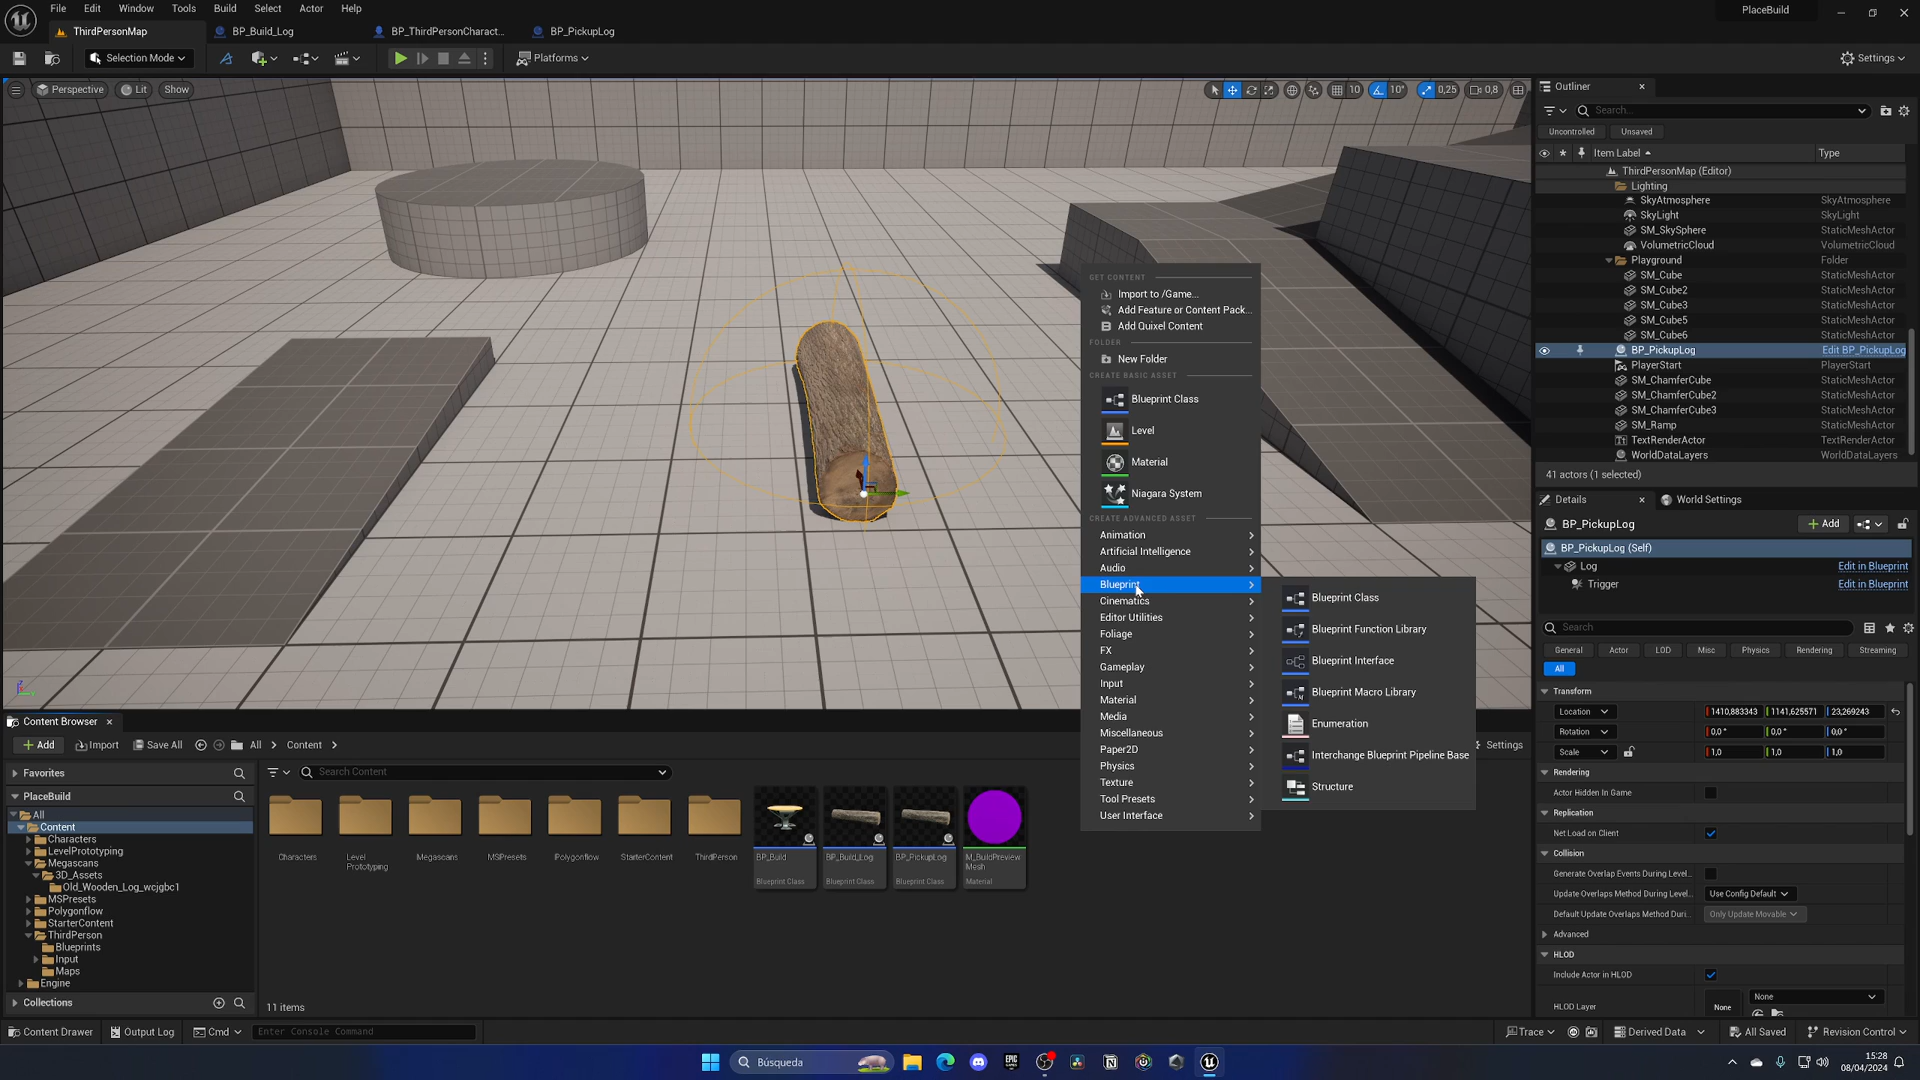 File Edit Window Tools Build Select Actor Help
PlaceBuild
ThirdPersonMap
BP_Build_Log
BP_ThirdPersonCharact...
BP_PickupLog
Selection Mode
Platforms
Settings
Perspective
Lit
Show
10
10°
0,25
0,8
Outliner
Search...
Uncontrolled
Unsaved
Item Label
Type
ThirdPersonMap (Editor)
Lighting
SkyAtmosphere SkyAtmosphere
SkyLight SkyLight
SM_SkySphere StaticMeshActor
VolumetricCloud VolumetricCloud
Playground Folder
SM_Cube StaticMeshActor
SM_Cube2 StaticMeshActor
SM_Cube3 StaticMeshActor
SM_Cube5 StaticMeshActor
SM_Cube6 StaticMeshActor
BP_PickupLog Edit BP_PickupLog
PlayerStart PlayerStart
SM_ChamferCube StaticMeshActor
SM_ChamferCube2 StaticMeshActor
SM_ChamferCube3 StaticMeshActor
SM_Ramp StaticMeshActor
TextRenderActor TextRenderActor
WorldDataLayers WorldDataLayers
41 actors (1 selected)
Details
World Settings
BP_PickupLog
Add
BP_PickupLog (Self)
Log Edit in Blueprint
Trigger Edit in Blueprint
Search
General Actor LOD Misc Physics Rendering Streaming
All
Transform
Location 1410,883343 1141,625571 23,269243
Rotation 0,0 ° 0,0 ° 0,0 °
Scale 1,0 1,0 1,0
Rendering
Actor Hidden In Game
Replication
Net Load on Client
Collision
Generate Overlap Events During Level...
Update Overlaps Method During Level... Use Config Default
Default Update Overlaps Method Duri... Only Update Movable
Advanced
HLOD
Include Actor in HLOD
HLOD Layer None None
GET CONTENT
Import to /Game...
Add Feature or Content Pack...
Add Quixel Content
FOLDER
New Folder
CREATE BASIC ASSET
Blueprint Class
Level
Material
Niagara System
CREATE ADVANCED ASSET
Animation
Artificial Intelligence
Audio
Blueprint
Cinematics
Editor Utilities
Foliage
FX
Gameplay
Input
Material
Media
Miscellaneous
Paper2D
Physics
Texture
Tool Presets
User Interface
Blueprint Class
Blueprint Function Library
Blueprint Interface
Blueprint Macro Library
Enumeration
Interchange Blueprint Pipeline Base
Structure
Content Browser
Add
Import
Save All
All
Content
Settings
Favorites
PlaceBuild
All
Content
Characters
LevelPrototyping
Megascans
3D_Assets
Old_Wooden_Log_wcjgbc1
MSPresets
Polygonflow
StarterContent
ThirdPerson
Blueprints
Input
Maps
Engine
Collections
Search Content
Characters
Level
Prototyping
Megascans
MSPresets
Polygonflow
StarterContent
ThirdPerson
BP_Build
Blueprint Class
BP_Build_Log
Blueprint Class
BP_PickupLog
Blueprint Class
M_BuildPreview
Mesh
Material
11 items
Content Drawer
Output Log
Cmd
Enter Console Command
Trace
Derived Data
All Saved
Revision Control
Búsqueda
EPIC
GAMES
15:28
08/04/2024